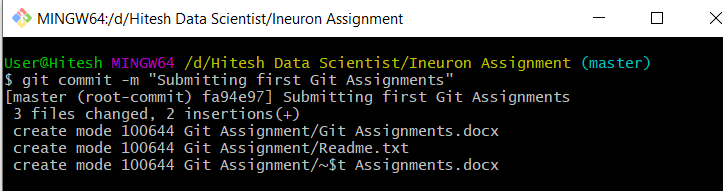 MINGW64:/d/Hitesh Data Scientist/Ineuron Assignment
User@Hitesh MINGW64 /d/Hitesh Data Scientist/Ineuron Assignment (master)
$ git commit -m "Submitting first Git Assignments"
[master (root-commit) fa94e97] Submitting first Git Assignments
 3 files changed, 2 insertions(+)
 create mode 100644 Git Assignment/Git Assignments.docx
 create mode 100644 Git Assignment/Readme.txt
 create mode 100644 Git Assignment/~$t Assignments.docx